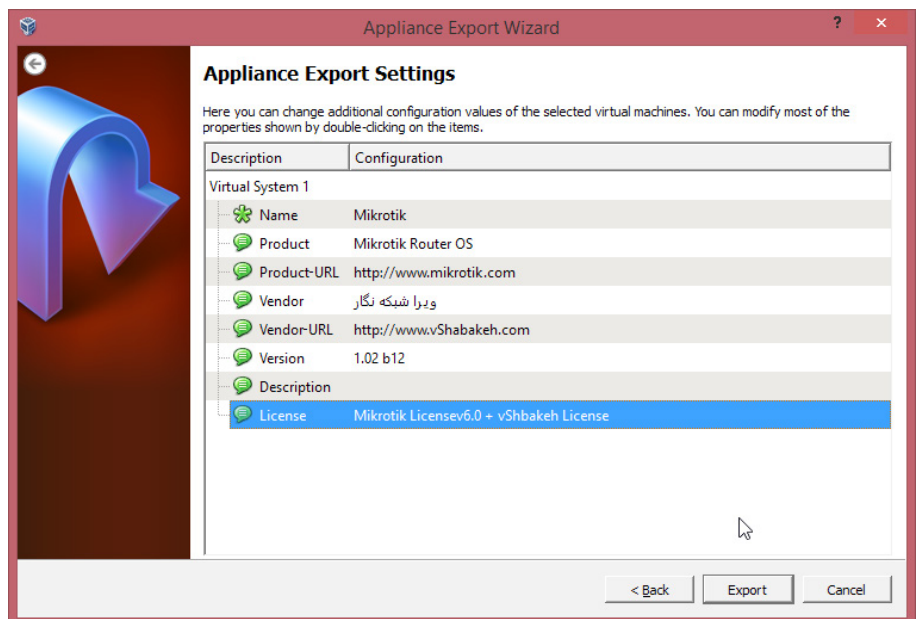 Appliance Export Wizard
?
Appliance Export Settings
Here you can change additional configuration values of the selected virtual machines. You can modify most of the
properties shown by double-clicking on the items.
Description Configuration
Virtual System 1
Name Mikrotik
Product Mikrotik Router OS
Product-URL http://www.mikrotik.com
Vendor ویرا شبکه نگار
Vendor-URL http://www.vShabakeh.com
Version 1.02 b12
Description
License Mikrotik Licensev6.0 + vShbakeh License
< Back Export Cancel